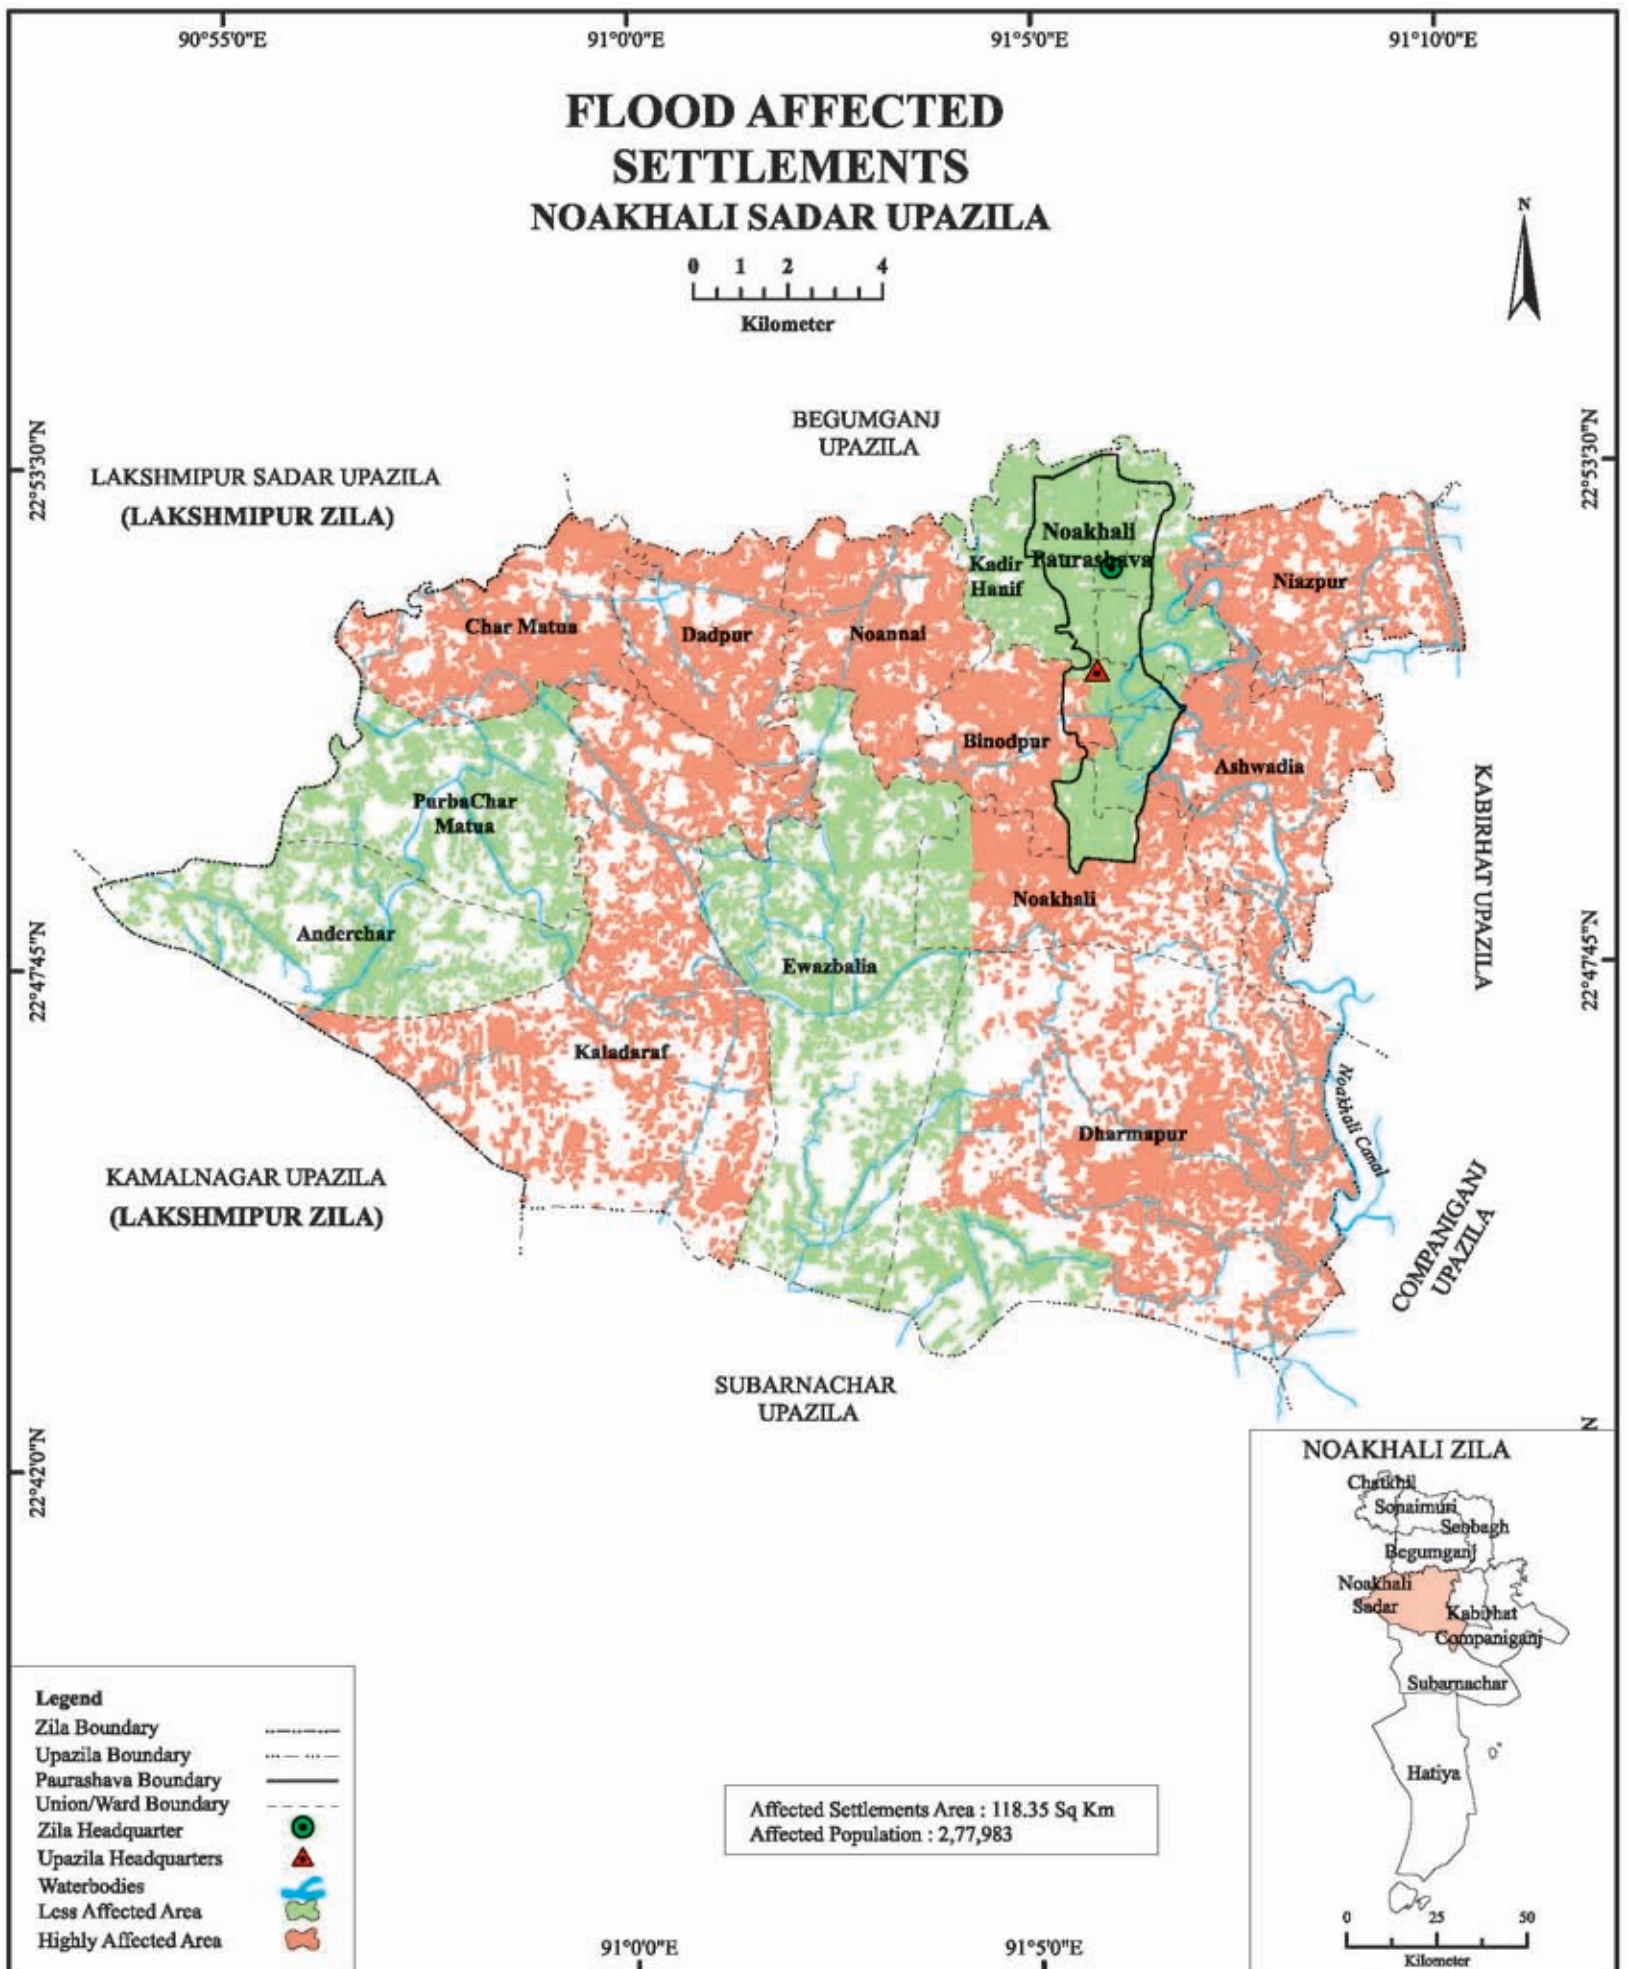 90°55'0"E
91°0'0"E
91°5'0"E
91°10'0"E
FLOOD AFFECTED
SETTLEMENTS
NOAKHALI SADAR UPAZILA
N
0 1 2 4
Kilometer
BEGUMGANJ
UPAZILA
LAKSHMIPUR SADAR UPAZILA
(LAKSHMIPUR ZILA)
22°53'30"N
22°53'30"N
Noakhali
Paurashava
Kadir
Hanif
Niazpur
Char Matua
Dadpur
Noannai
Binodpur
Ashwadia
PurbaChar
Matua
KABIRHAT UPAZILA
Noakhali
Anderchar
Ewazbalia
22°47'45"N
22°47'45"N
Kaladaraf
Noakhali Canal
Dharmapur
KAMALNAGAR UPAZILA
(LAKSHMIPUR ZILA)
COMPANIGANJ
UPAZILA
SUBARNACHAR
UPAZILA
22°42'0"N
N
NOAKHALI ZILA
Chatkhil
Sonaimuri
Senbagh
Begumganj
Noakhali
Sadar
Kabirhat
Companiganj
Subarnachar
Hatiya
0 25 50
Kilometer
Legend
Zila Boundary
Upazila Boundary
Paurashava Boundary
Union/Ward Boundary
Zila Headquarter
Upazila Headquarters
Waterbodies
Less Affected Area
Highly Affected Area
Affected Settlements Area : 118.35 Sq Km
Affected Population : 2,77,983
91°0'0"E
91°5'0"E